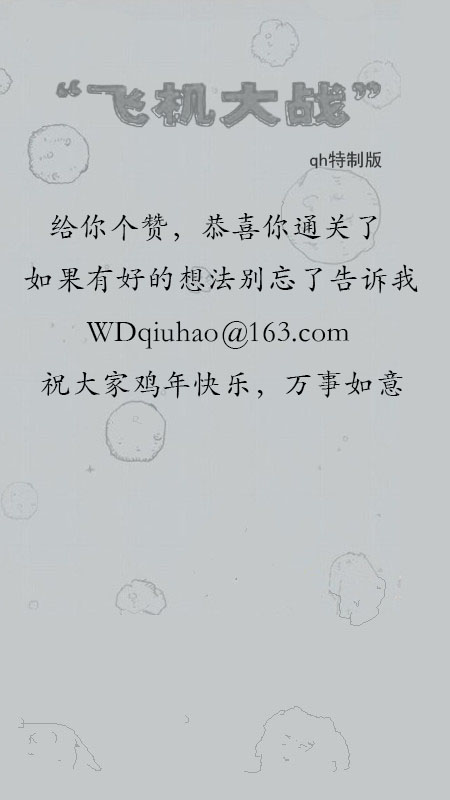 “飞机大战”
qh特制版
给你个赞，恭喜你通关了
如果有好的想法别忘了告诉我
WDqiuhao@163.com
祝大家鸡年快乐，万事如意